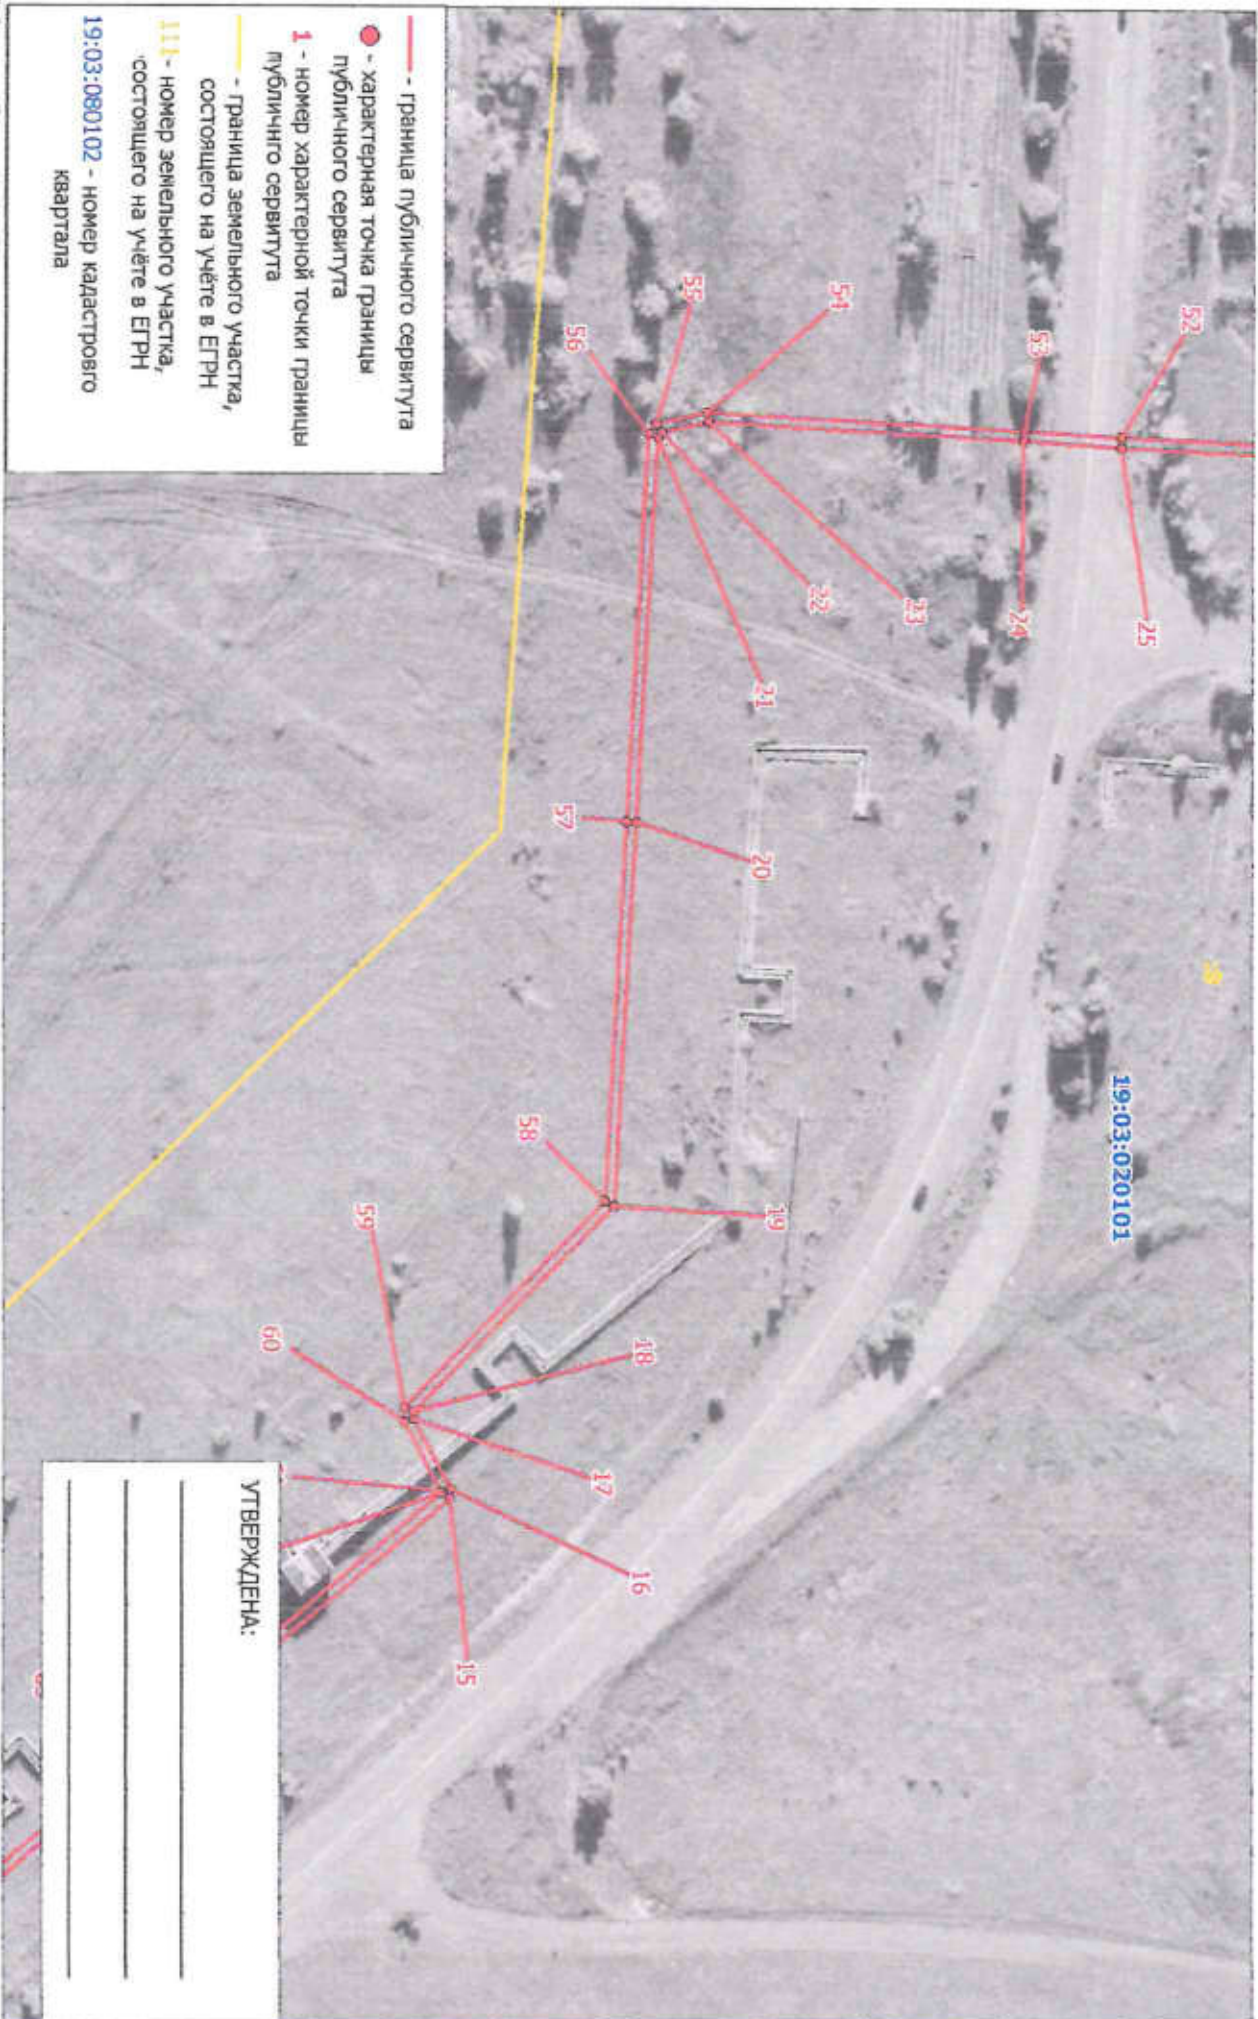 52
53
54
55
56
25
24
23
22
21
57
20
19:03:020101
58
19
59
60
18
17
16
15
- граница публичного сервитута
- характерная точка границы
публичного сервитута
1 - номер характерной точки границы
публичнго сервитута
- граница земельного участка,
состоящего на учёте в ЕГРН
111 - номер земельного участка,
состоящего на учёте в ЕГРН
19:03:080102 - номер кадастрового
квартала
УТВЕРЖДЕНА: